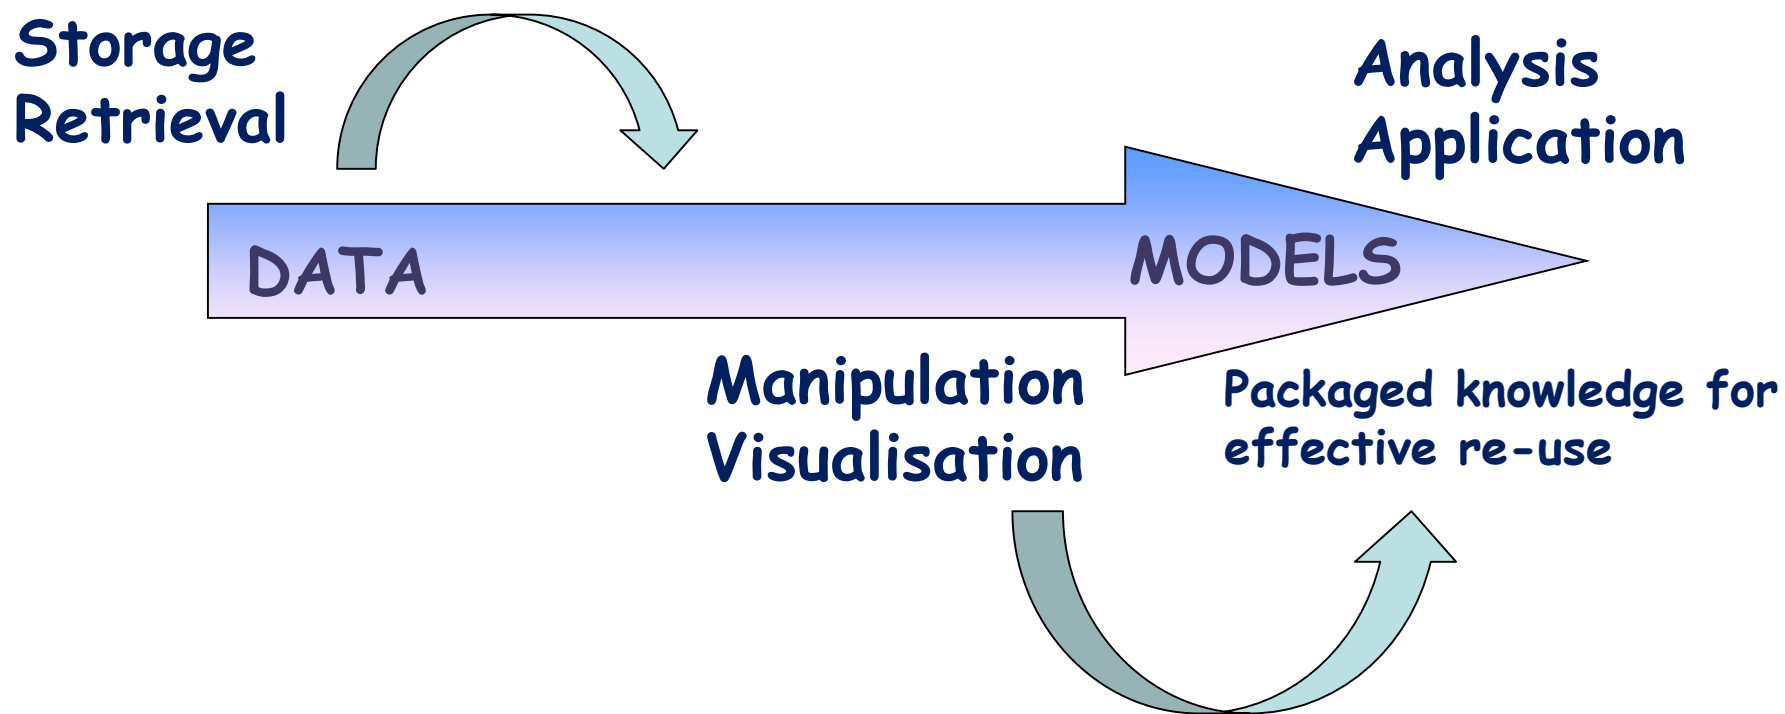 Storage
Retrieval
Analysis
Application
DATA
MODELS
Manipulation
Visualisation
Packaged knowledge for
effective re-use